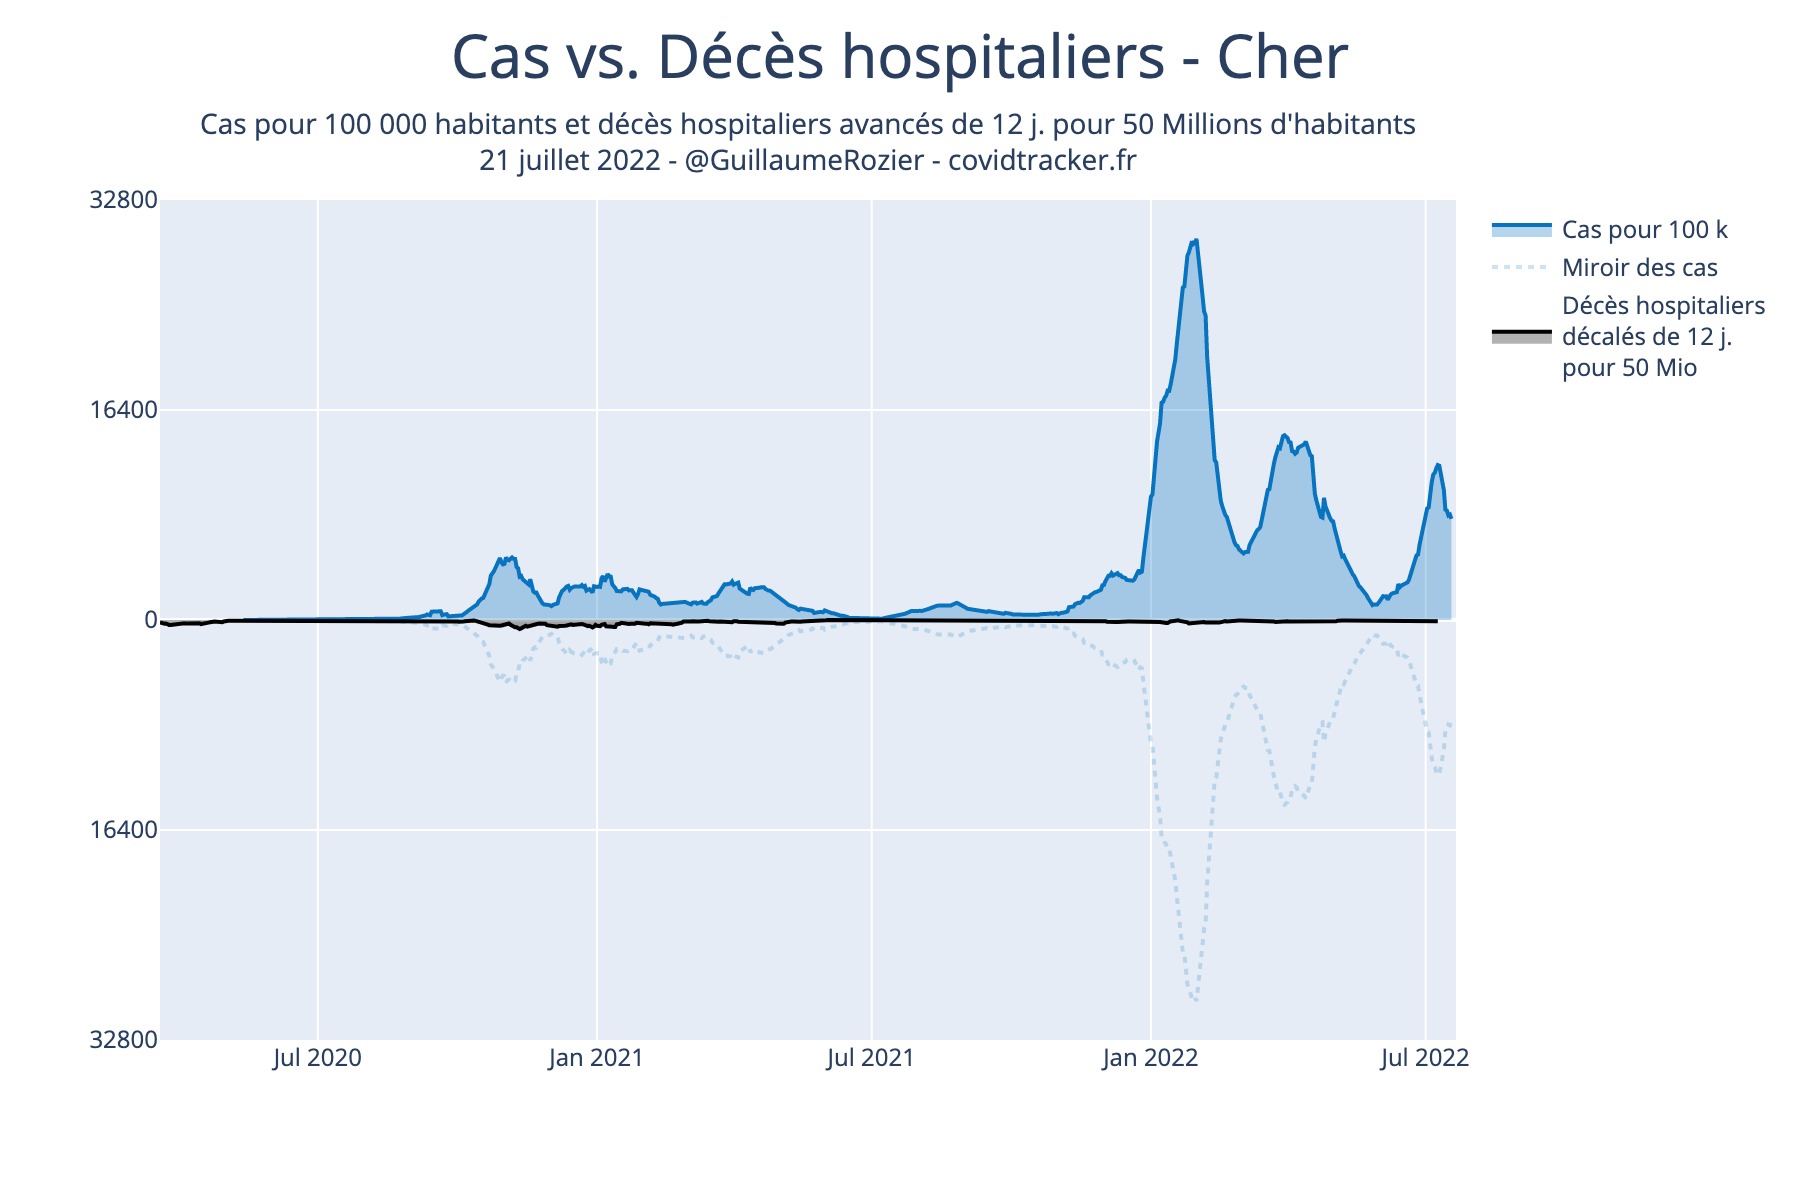 Cas vs. Décès hospitaliers - Cher
Cas pour 100 000 habitants et décès hospitaliers avancés de 12 j. pour 50 Millions d'habitants
21 juillet 2022 - @GuillaumeRozier - covidtracker.fr
32800
16400
0
16400
32800
Jul 2020
Jan 2021
Jul 2021
Jan 2022
Jul 2022
Cas pour 100 k
Miroir des cas
Décès hospitaliers
décalés de 12 j.
pour 50 Mio